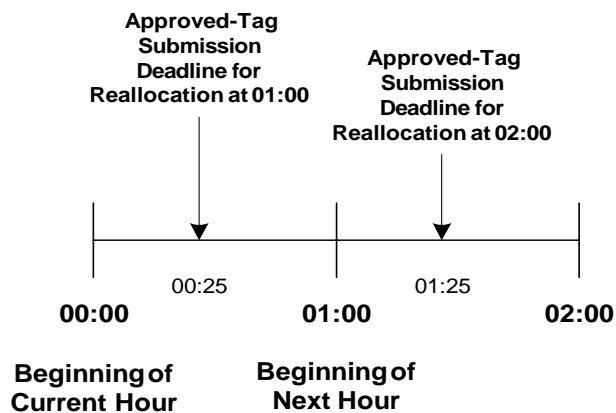 Approved-Tag
Submission
Deadline for
Reallocation at 01:00
Approved-Tag
Submission
Deadline for
Reallocation at 02:00
00:25
01:25
00:00
01:00
02:00
Beginning of
Current Hour
Beginning of
Next Hour